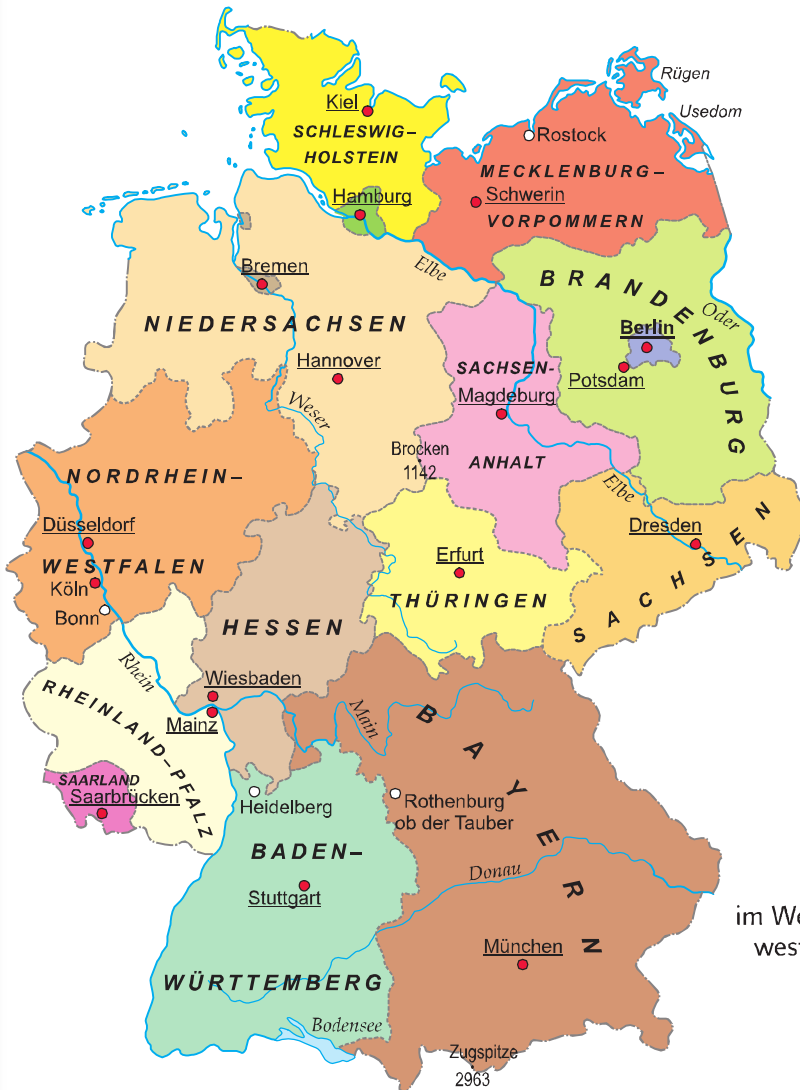 Rügen
Usedom
Kiel
SCHLESWIG–
HOLSTEIN
Rostock
MECKLENBURG–
Schwerin
VORPOMMERN
Hamburg
Elbe
Bremen
BRANDENBURG
Oder
NIEDERSACHSEN
Berlin
Hannover
SACHSEN-
Potsdam
Magdeburg
Weser
Brocken
1142
ANHALT
NORDRHEIN–
Elbe
Düsseldorf
Dresden
WESTFALEN
Erfurt
SACHSEN
Köln
THÜRINGEN
Bonn
HESSEN
Rhein
Wiesbaden
RHEINLAND–PFALZ
Mainz
Main
BAYERN
SAARLAND
Saarbrücken
Heidelberg
Rothenburg
ob der Tauber
BADEN–
Donau
Stuttgart
im We
west
München
WÜRTTEMBERG
Bodensee
Zugspitze
2963